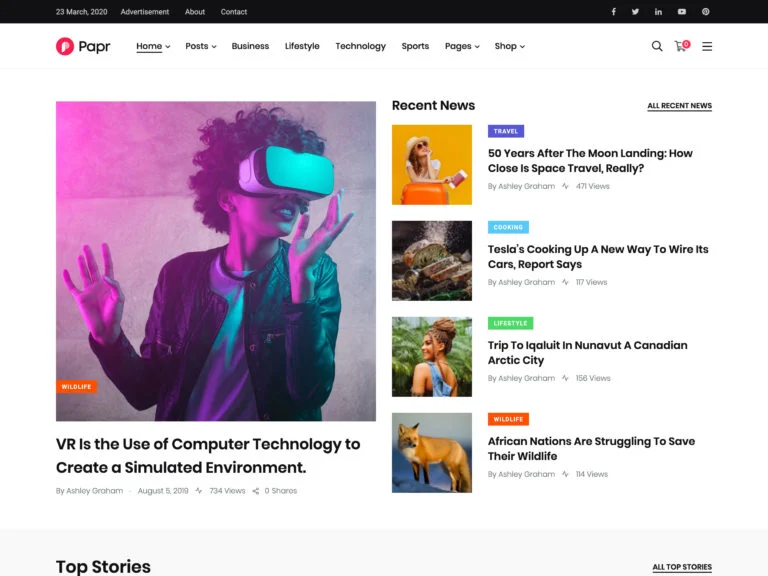 23 March, 2020 Advertisement About Contact
Papr Home Posts Business Lifestyle Technology Sports Pages Shop 0
WILDLIFE
VR Is the Use of Computer Technology to
Create a Simulated Environment.
By Ashley Graham - August 5, 2019 734 Views 0 Shares
Recent News ALL RECENT NEWS
TRAVEL
50 Years After The Moon Landing: How
Close Is Space Travel, Really?
By Ashley Graham 471 Views
COOKING
Tesla's Cooking Up A New Way To Wire Its
Cars, Report Says
By Ashley Graham 117 Views
LIFESTYLE
Trip To Iqaluit In Nunavut A Canadian
Arctic City
By Ashley Graham 156 Views
WILDLIFE
African Nations Are Struggling To Save
Their Wildlife
By Ashley Graham 114 Views
Top Stories ALL TOP STORIES